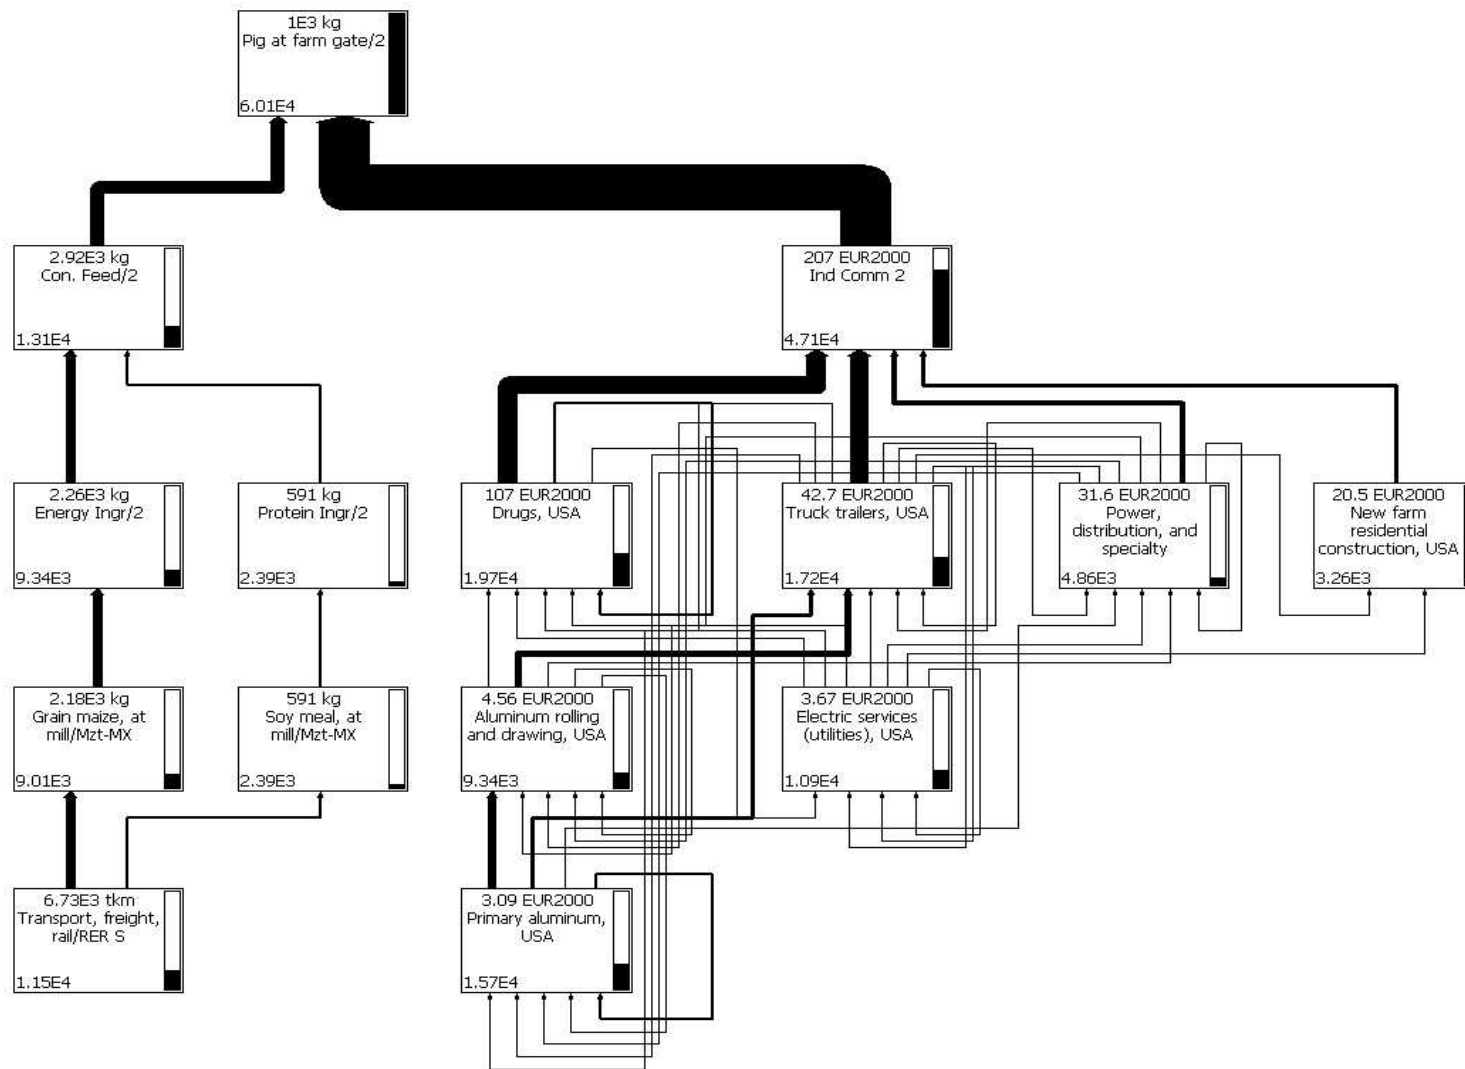 1E3 kg
Pig at farm gate/2
6.01E4
2.92E3 kg
Con. Feed/2
1.31E4
207 EUR2000
Ind Comm 2
4.71E4
2.26E3 kg
Energy Ingr/2
9.34E3
591 kg
Protein Ingr/2
2.39E3
107 EUR2000
Drugs, USA
1.97E4
42.7 EUR2000
Truck trailers, USA
1.72E4
31.6 EUR2000
Power,
distribution, and
specialty
4.86E3
20.5 EUR2000
New farm
residential
construction, USA
3.26E3
2.18E3 kg
Grain maize, at
mill/Mzt-MX
9.01E3
591 kg
Soy meal, at
mill/Mzt-MX
2.39E3
4.56 EUR2000
Aluminum rolling
and drawing, USA
9.34E3
3.67 EUR2000
Electric services
(utilities), USA
1.09E4
6.73E3 tkm
Transport, freight,
rail/RER S
1.15E4
3.09 EUR2000
Primary aluminum,
USA
1.57E4